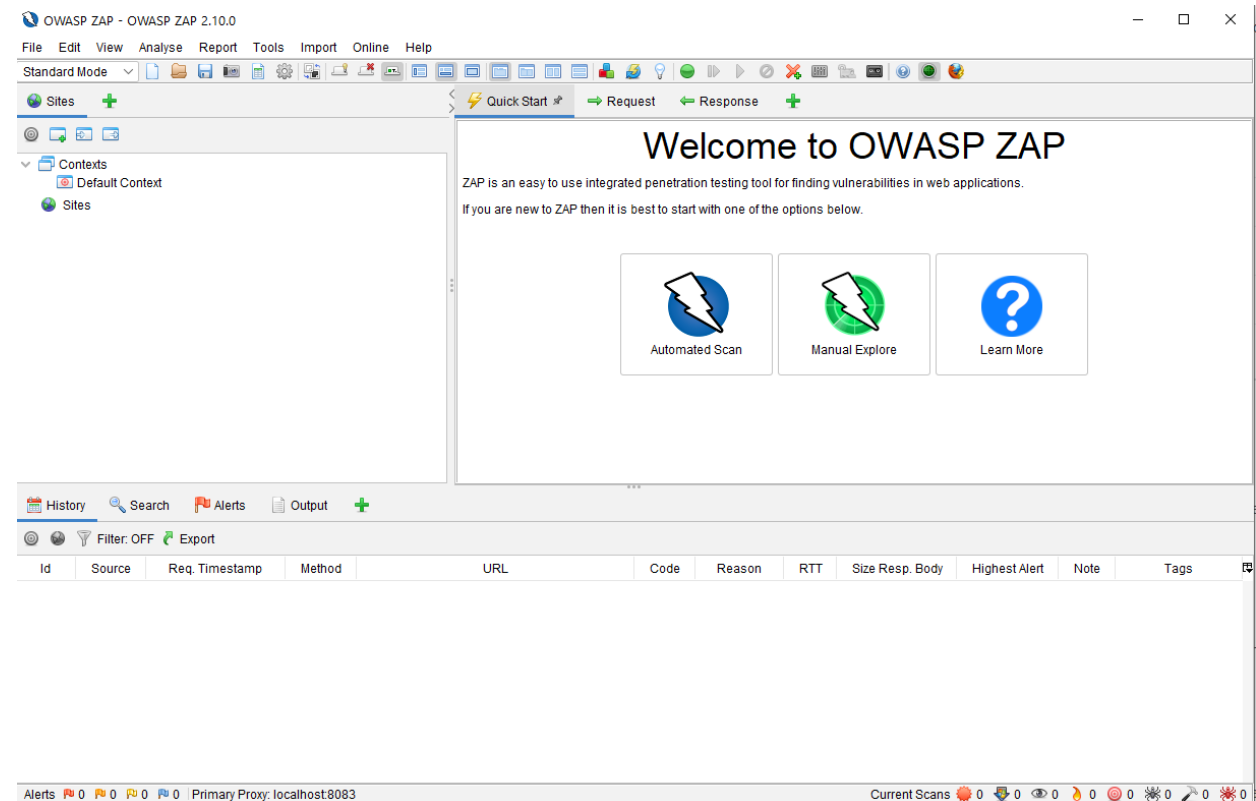 OWASP ZAP - OWASP ZAP 2.10.0
File Edit View Analyse Report Tools Import Online Help
Standard Mode
Sites
Quick Start Request Response
Welcome to OWASP ZAP
Contexts
Default Context
Sites
ZAP is an easy to use integrated penetration testing tool for finding vulnerabilities in web applications.
If you are new to ZAP then it is best to start with one of the options below.
Automated Scan Manual Explore Learn More
History Search Alerts Output
Filter: OFF Export
Id Source Req. Timestamp Method URL Code Reason RTT Size Resp. Body Highest Alert Note Tags
Alerts 0 0 0 0 Primary Proxy: localhost:8083 Current Scans 0 0 0 0 0 0 0 0